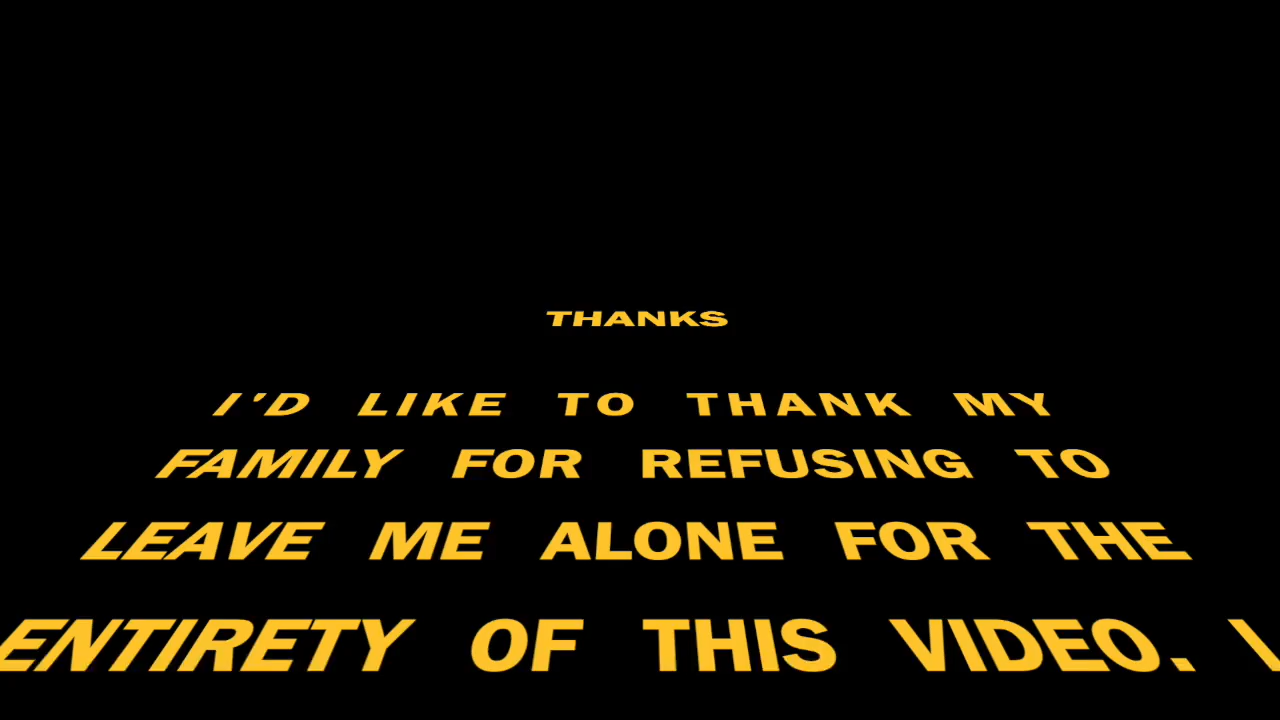 THANKS
I'D LIKE TO THANK MY
FAMILY FOR REFUSING TO
LEAVE ME ALONE FOR THE
ENTIRETY OF THIS VIDEO.